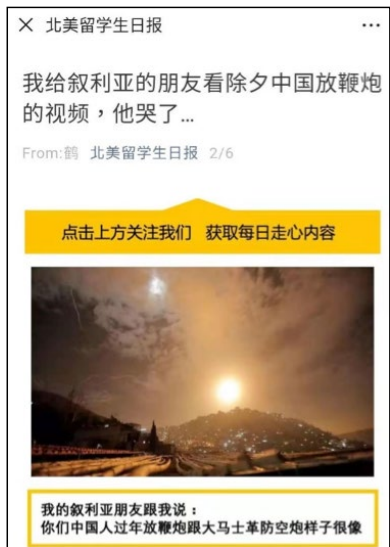 × 北美留学生日报 ...
我给叙利亚的朋友看除夕中国放鞭炮
的视频，他哭了...
From:鹤 北美留学生日报 2/6
点击上方关注我们 获取每日走心内容
我的叙利亚朋友跟我说：
你们中国人过年放鞭炮跟大马士革防空炮样子很像